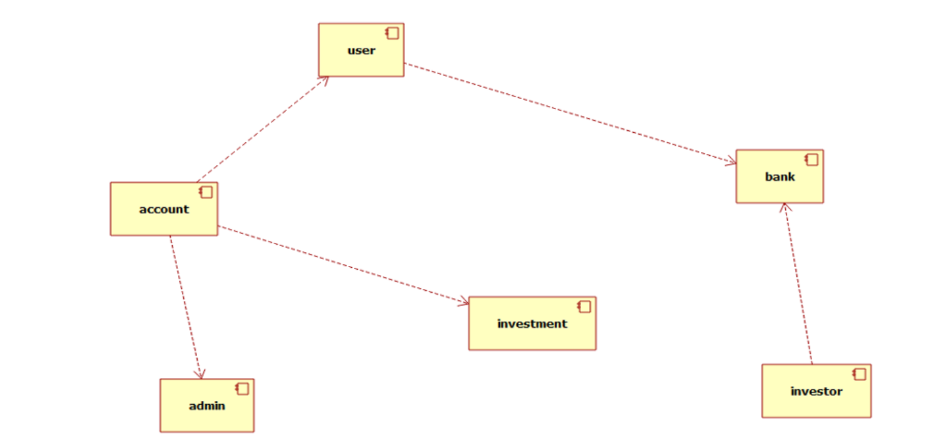 user
bank
account
investment
investor
admin